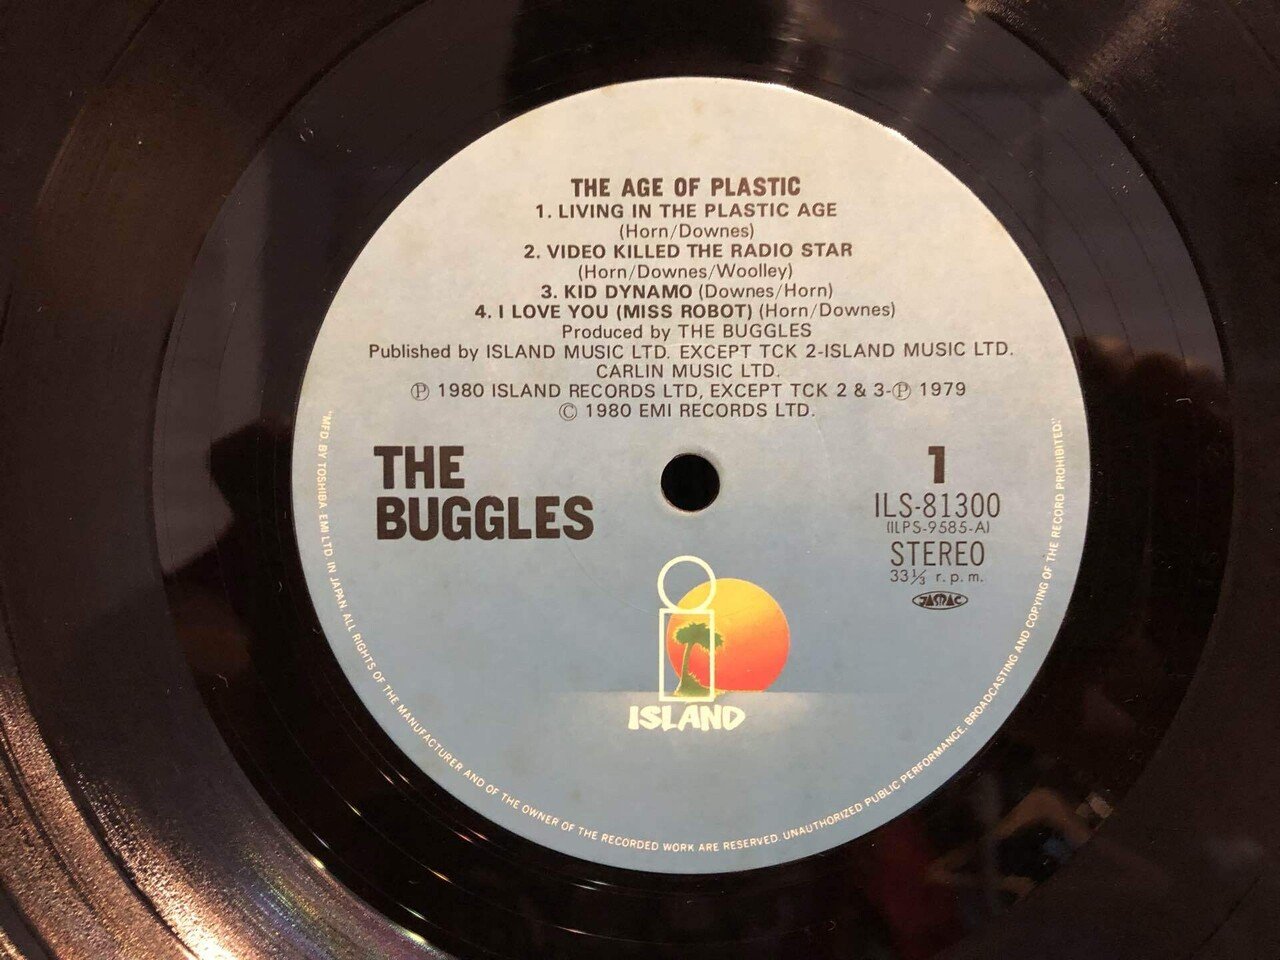 THE AGE OF PLASTIC
1. LIVING IN THE PLASTIC AGE
(Horn/Downes)
2. VIDEO KILLED THE RADIO STAR
(Horn/Downes/Woolley)
3. KID DYNAMO (Downes/Horn)
4. I LOVE YOU (MISS ROBOT) (Horn/Downes)
Produced by THE BUGGLES
Published by ISLAND MUSIC LTD. EXCEPT TCK 2-ISLAND MUSIC LTD.
CARLIN MUSIC LTD.
Ⓟ 1980 ISLAND RECORDS LTD, EXCEPT TCK 2 & 3-Ⓟ 1979
© 1980 EMI RECORDS LTD.
THE
BUGGLES
1
ILS-81300
(ILPS-9585-A)
STEREO
33⅓ r.p.m.
JASRAC
i
ISLAND
"MFD. BY TOSHIBA EMI LTD. IN JAPAN. ALL RIGHTS OF THE MANUFACTURER AND OF THE OWNER OF THE RECORDED WORK ARE RESERVED. UNAUTHORIZED PUBLIC PERFORMANCE, BROADCASTING AND COPYING OF THE RECORD PROHIBITED."